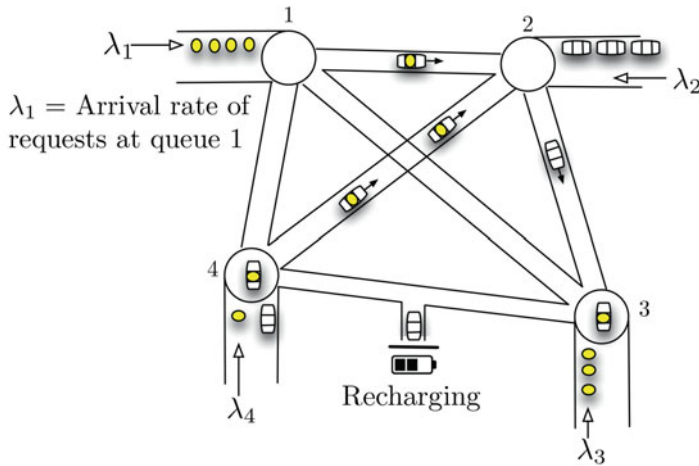 1
2
λ₁
λ₂
λ₁ = Arrival rate of
requests at queue 1
4
3
Recharging
λ₄
λ₃